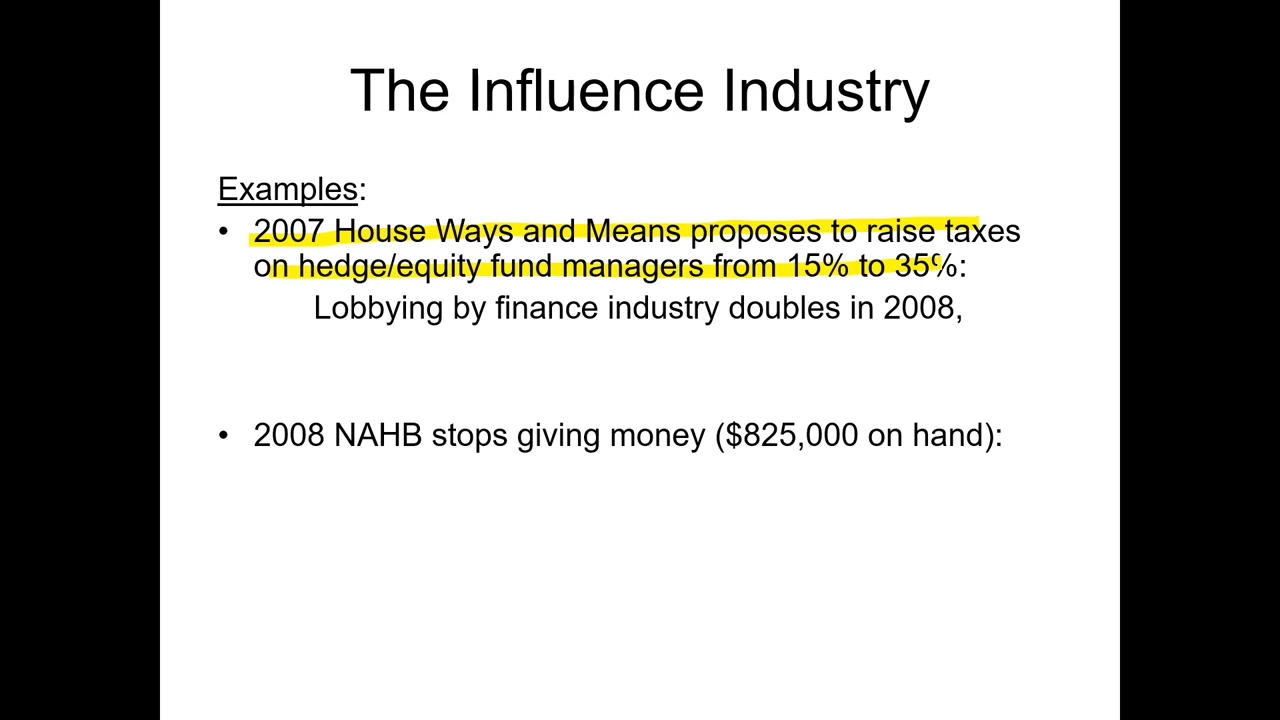 The Influence Industry
Examples:
• 2007 House Ways and Means proposes to raise taxes
on hedge/equity fund managers from 15% to 35%:
Lobbying by finance industry doubles in 2008,
• 2008 NAHB stops giving money ($825,000 on hand):